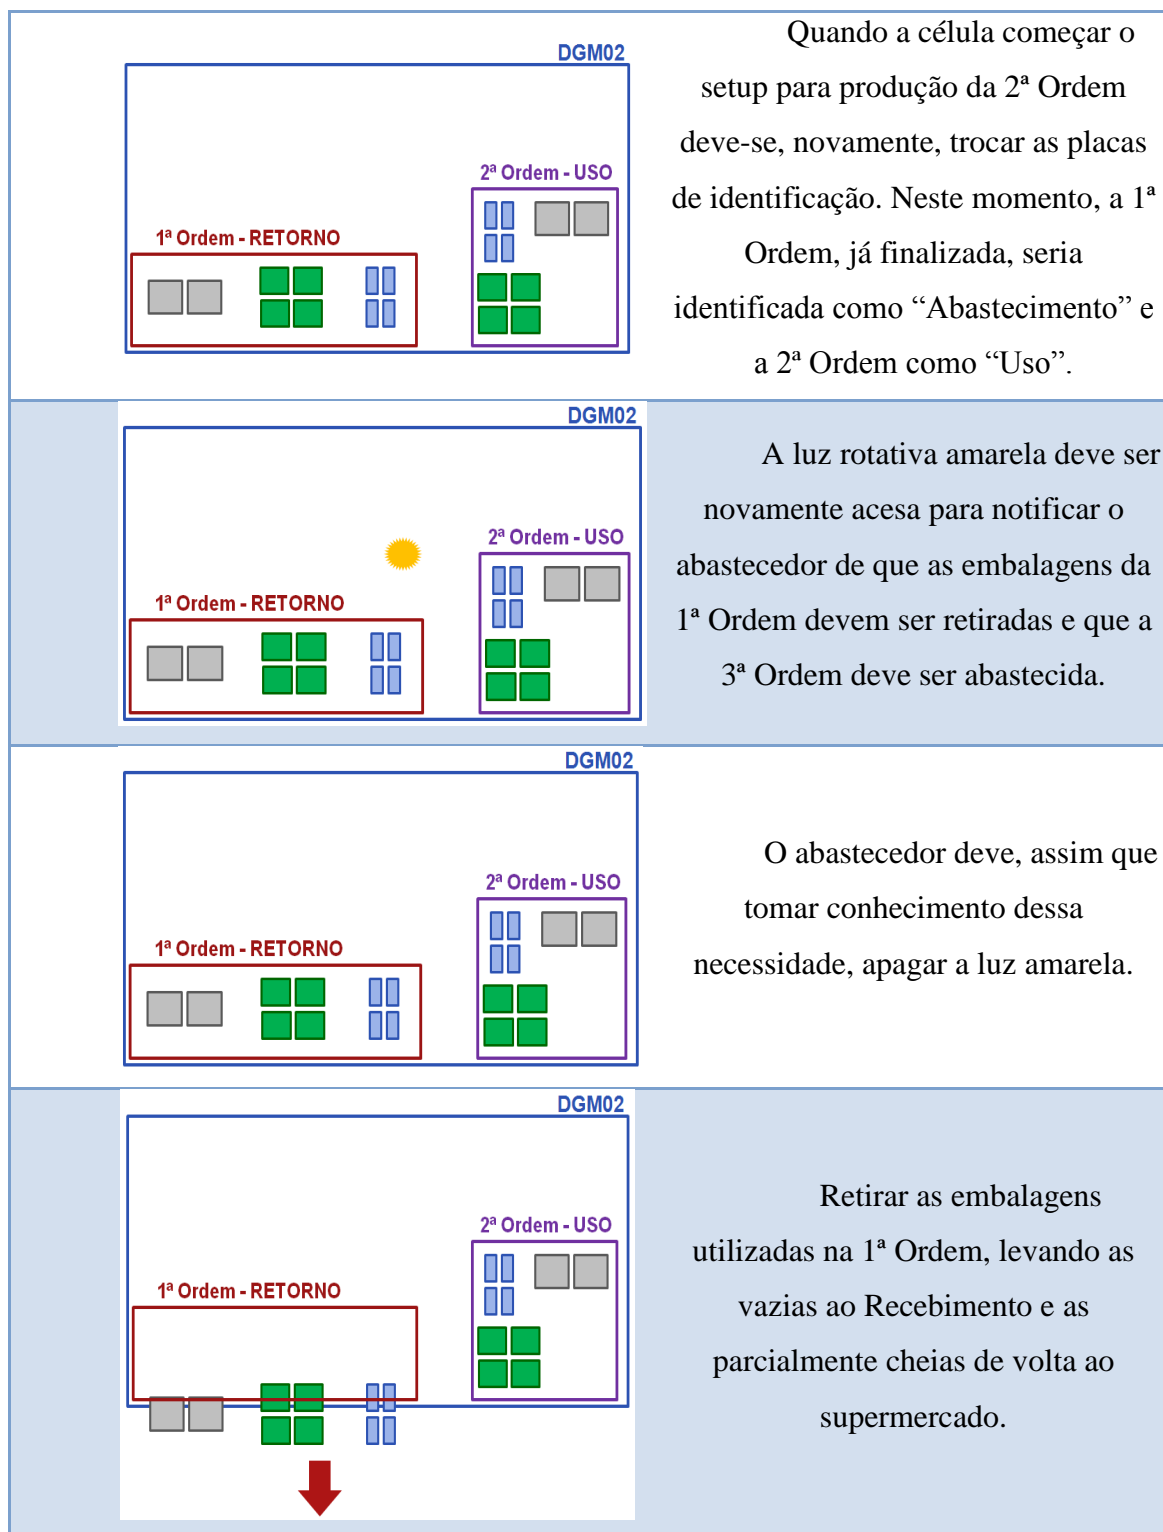 DGM02
2ª Ordem - USO
1ª Ordem - RETORNO
Quando a célula começar o
setup para produção da 2ª Ordem
deve-se, novamente, trocar as placas
de identificação. Neste momento, a 1ª
Ordem, já finalizada, seria
identificada como “Abastecimento” e
a 2ª Ordem como “Uso”.
DGM02
2ª Ordem - USO
1ª Ordem - RETORNO
A luz rotativa amarela deve ser
novamente acesa para notificar o
abastecedor de que as embalagens da
1ª Ordem devem ser retiradas e que a
3ª Ordem deve ser abastecida.
DGM02
2ª Ordem - USO
1ª Ordem - RETORNO
O abastecedor deve, assim que
tomar conhecimento dessa
necessidade, apagar a luz amarela.
DGM02
2ª Ordem - USO
1ª Ordem - RETORNO
Retirar as embalagens
utilizadas na 1ª Ordem, levando as
vazias ao Recebimento e as
parcialmente cheias de volta ao
supermercado.